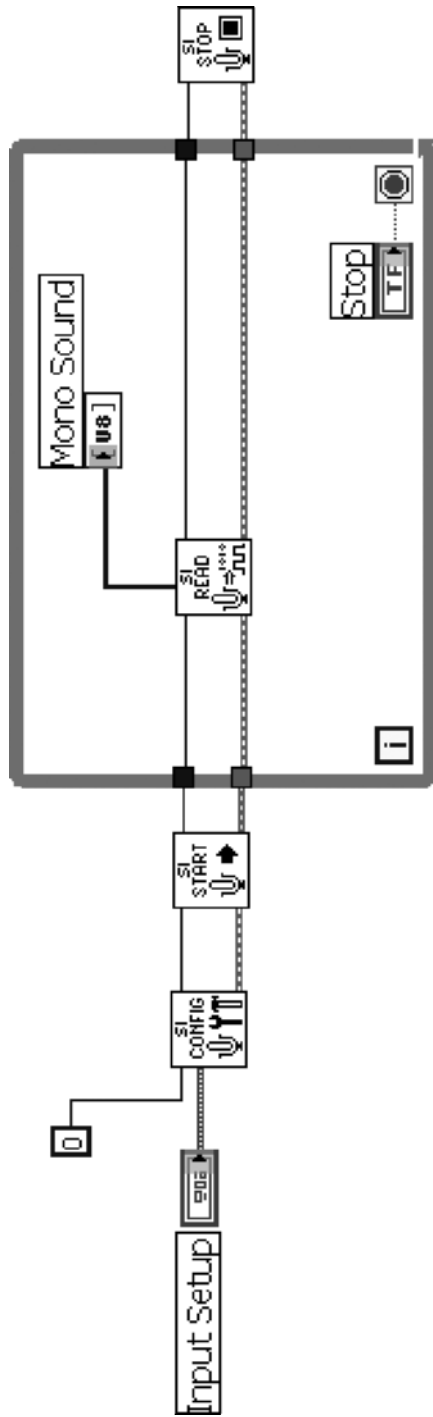 Input Setup
0
SI
CONFIG
SI
START
i
SI
READ
Mono Sound
[U8]
Stop
TF
SI
STOP